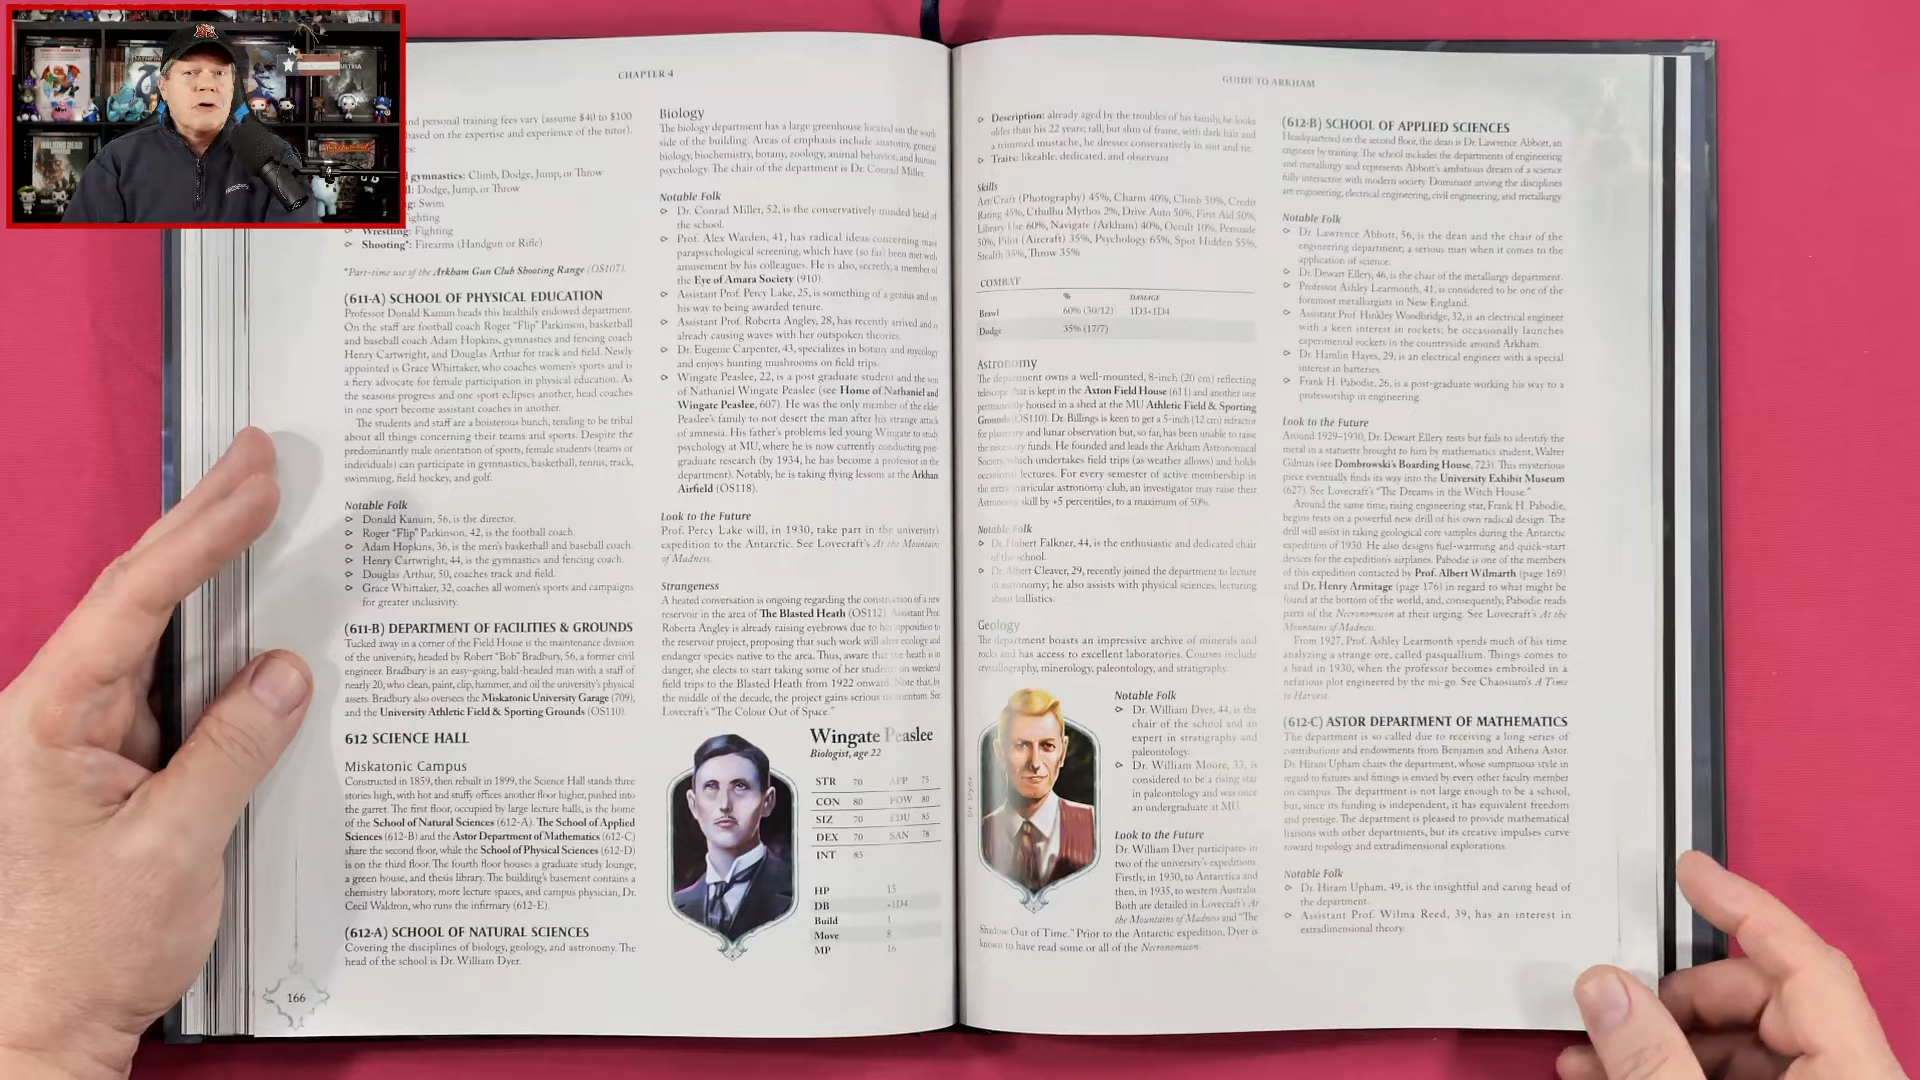 CHAPTER 4
and personal training fees vary (assume $40 to $100
based on the expertise and experience of the tutor).
gymnastics: Climb, Dodge, Jump, or Throw
Dodge, Jump, or Throw
Swim
Fighting
Wrestling: Fighting
Shooting*: Firearms (Handgun or Rifle)
*Part-time use of the Arkham Gun Club Shooting Range (OS107).
(611-A) SCHOOL OF PHYSICAL EDUCATION
Professor Donald Kanum heads this healthily endowed department.
On the staff are football coach Roger "Flip" Parkinson, basketball
and baseball coach Adam Hopkins, gymnastics and fencing coach
Henry Cartwright, and Douglas Arthur for track and field. Newly
appointed is Grace Whittaker, who coaches women's sports and is
a fiery advocate for female participation in physical education. As
the seasons progress and one sport eclipses another, head coaches
in one sport become assistant coaches in another.
The students and staff are a boisterous bunch, tending to be tribal
about all things concerning their teams and sports. Despite the
predominantly male orientation of sports, female students (teams or
individuals) can participate in gymnastics, basketball, tennis, track,
swimming, field hockey, and golf.
Notable Folk
Donald Kanum, 56, is the director.
Roger "Flip" Parkinson, 42, is the football coach.
Adam Hopkins, 36, is the men's basketball and baseball coach.
Henry Cartwright, 44, is the gymnastics and fencing coach.
Douglas Arthur, 50, coaches track and field.
Grace Whittaker, 32, coaches all women's sports and campaigns
for greater inclusivity.
(611-B) DEPARTMENT OF FACILITIES & GROUNDS
Tucked away in a corner of the Field House is the maintenance division
of the university, headed by Robert "Bob" Bradbury, 56, a former civil
engineer. Bradbury is an easy-going, bald-headed man with a staff of
nearly 20, who clean, paint, clip, hammer, and oil the university's physical
assets. Bradbury also oversees the Miskatonic University Garage (709),
and the University Athletic Field & Sporting Grounds (OS110).
612 SCIENCE HALL
Miskatonic Campus
Constructed in 1859, then rebuilt in 1899, the Science Hall stands three
stories high, with hot and stuffy offices another floor higher, pushed into
the garret. The first floor, occupied by large lecture halls, is the home
of the School of Natural Sciences (612-A). The School of Applied
Sciences (612-B) and the Astor Department of Mathematics (612-C)
share the second floor, while the School of Physical Sciences (612-D)
is on the third floor. The fourth floor houses a graduate study lounge,
a green house, and thesis library. The building's basement contains a
chemistry laboratory, more lecture spaces, and campus physician, Dr.
Cecil Waldron, who runs the infirmary (612-E).
(612-A) SCHOOL OF NATURAL SCIENCES
Covering the disciplines of biology, geology, and astronomy. The
head of the school is Dr. William Dyer.
166
Biology
The biology department has a large greenhouse located on the south
side of the building. Areas of emphasis include anatomy, general
biology, biochemistry, botany, zoology, animal behavior, and human
psychology. The chair of the department is Dr. Conrad Miller.
Notable Folk
Dr. Conrad Miller, 52, is the conservatively minded head of
the school.
Prof. Alex Warden, 41, has radical ideas concerning mass
parapsychological screening, which have (so far) been met with
amusement by his colleagues. He is also, secretly, a member of
the Eye of Amara Society (910).
Assistant Prof. Percy Lake, 25, is something of a genius and on
his way to being awarded tenure.
Assistant Prof. Roberta Angley, 28, has recently arrived and is
already causing waves with her outspoken theories.
Dr. Eugenie Carpenter, 43, specializes in botany and mycology
and enjoys hunting mushrooms on field trips.
Wingate Peaslee, 22, is a post graduate student and the son
of Nathaniel Wingate Peaslee (see Home of Nathaniel and
Wingate Peaslee, 607). He was the only member of the elder
Peaslee's family to not desert the man after his strange attack
of amnesia. His father's problems led young Wingate to study
psychology at MU, where he is now currently conducting post-
graduate research (by 1934, he has become a professor in the
department). Notably, he is taking flying lessons at the Arkham
Airfield (OS118).
Look to the Future
Prof. Percy Lake will, in 1930, take part in the university's
expedition to the Antarctic. See Lovecraft's At the Mountains
of Madness.
Strangeness
A heated conversation is ongoing regarding the construction of a new
reservoir in the area of The Blasted Heath (OS112). Assistant Prof.
Roberta Angley is already raising eyebrows due to her opposition to
the reservoir project, proposing that such work will alter ecology and
endanger species native to the area. Thus, aware that the heath is in
danger, she elects to start taking some of her students on weekend
field trips to the Blasted Heath from 1922 onward. Note that, by
the middle of the decade, the project gains serious momentum. See
Lovecraft's "The Colour Out of Space."
Wingate Peaslee
Biologist, age 22
STR 70 APP 75
CON 80 POW 80
SIZ 70 EDU 85
DEX 70 SAN 78
INT 85
HP 15
DB +1D4
Build 1
Move 8
MP 16
GUIDE TO ARKHAM
Description: already aged by the troubles of his family, he looks
older than his 22 years; tall, but slim of frame, with dark hair and
a trimmed mustache, he dresses conservatively in suit and tie.
Traits: likeable, dedicated, and observant.
Skills
Art/Craft (Photography) 45%, Charm 40%, Climb 50%, Credit
Rating 45%, Cthulhu Mythos 2%, Drive Auto 50%, First Aid 50%,
Library Use 60%, Navigate (Arkham) 40%, Occult 10%, Persuade
50%, Pilot (Aircraft) 35%, Psychology 65%, Spot Hidden 55%,
Stealth 35%, Throw 35%
COMBAT
% DAMAGE
Brawl 60% (30/12) 1D3+1D4
Dodge 35% (17/7)
Astronomy
The department owns a well-mounted, 8-inch (20 cm) reflecting
telescope that is kept in the Axton Field House (611) and another one
permanently housed in a shed at the MU Athletic Field & Sporting
Grounds (OS110). Dr. Billings is keen to get a 5-inch (12 cm) refractor
for planetary and lunar observation but, so far, has been unable to raise
the necessary funds. He founded and leads the Arkham Astronomical
Society which undertakes field trips (as weather allows) and holds
occasional lectures. For every semester of active membership in
the extracurricular astronomy club, an investigator may raise their
Astronomy skill by +5 percentiles, to a maximum of 50%.
Notable Folk
Dr. Hubert Falkner, 44, is the enthusiastic and dedicated chair
of the school.
Dr. Albert Cleaver, 29, recently joined the department to lecture
in astronomy; he also assists with physical sciences, lecturing
about ballistics.
Geology
The department boasts an impressive archive of minerals and
rocks and has access to excellent laboratories. Courses include
crystallography, minerology, paleontology, and stratigraphy.
Dr Dyer
Notable Folk
Dr. William Dyer, 44, is the
chair of the school and an
expert in stratigraphy and
paleontology.
Dr. William Moore, 33, is
considered to be a rising star
in paleontology and was once
an undergraduate at MU.
Look to the Future
Dr. William Dyer participates in
two of the university's expeditions.
Firstly, in 1930, to Antarctica and
then, in 1935, to western Australia.
Both are detailed in Lovecraft's At
the Mountains of Madness and "The
Shadow Out of Time." Prior to the Antarctic expedition, Dyer is
known to have read some or all of the Necronomicon.
(612-B) SCHOOL OF APPLIED SCIENCES
Headquartered on the second floor, the dean is Dr. Lawrence Abbott, an
engineer by training. The school includes the departments of engineering
and metallurgy and represents Abbott's ambitious dream of a science
fully interactive with modern society. Dominant among the disciplines
are engineering, electrical engineering, civil engineering, and metallurgy.
Notable Folk
Dr. Lawrence Abbott, 56, is the dean and the chair of the
engineering department; a serious man when it comes to the
application of science.
Dr. Dewart Ellery, 46, is the chair of the metallurgy department.
Professor Ashley Learmonth, 41, is considered to be one of the
foremost metallurgists in New England.
Assistant Prof. Hinkley Woodbridge, 32, is an electrical engineer
with a keen interest in rockets; he occasionally launches
experimental rockets in the countryside around Arkham.
Dr. Hamlin Hayes, 29, is an electrical engineer with a special
interest in batteries.
Frank H. Pabodie, 26, is a post-graduate working his way to a
professorship in engineering.
Look to the Future
Around 1929–1930, Dr. Dewart Ellery tests but fails to identify the
metal in a statuette brought to him by mathematics student, Walter
Gilman (see Dombrowski's Boarding House, 723). This mysterious
piece eventually finds its way into the University Exhibit Museum
(627). See Lovecraft's "The Dreams in the Witch House."
Around the same time, rising engineering star, Frank H. Pabodie,
begins tests on a powerful new drill of his own radical design. The
drill will assist in taking geological core samples during the Antarctic
expedition of 1930. He also designs fuel-warming and quick-start
devices for the expedition's airplanes. Pabodie is one of the members
of this expedition contacted by Prof. Albert Wilmarth (page 169)
and Dr. Henry Armitage (page 176) in regard to what might be
found at the bottom of the world, and, consequently, Pabodie reads
parts of the Necronomicon at their urging. See Lovecraft's At the
Mountains of Madness.
From 1927, Prof. Ashley Learmonth spends much of his time
analyzing a strange ore, called pasquallium. Things comes to
a head in 1930, when the professor becomes embroiled in a
nefarious plot engineered by the mi-go. See Chaosium's A Time
to Harvest.
(612-C) ASTOR DEPARTMENT OF MATHEMATICS
The department is so called due to receiving a long series of
contributions and endowments from Benjamin and Athena Astor.
Dr. Hiram Upham chairs the department, whose sumptuous style in
regard to fixtures and fittings is envied by every other faculty member
on campus. The department is not large enough to be a school,
but, since its funding is independent, it has equivalent freedom
and prestige. The department is pleased to provide mathematical
liaisons with other departments, but its creative impulses curve
toward topology and extradimensional explorations.
Notable Folk
Dr. Hiram Upham, 49, is the insightful and caring head of
the department.
Assistant Prof. Wilma Reed, 39, has an interest in
extradimensional theory.